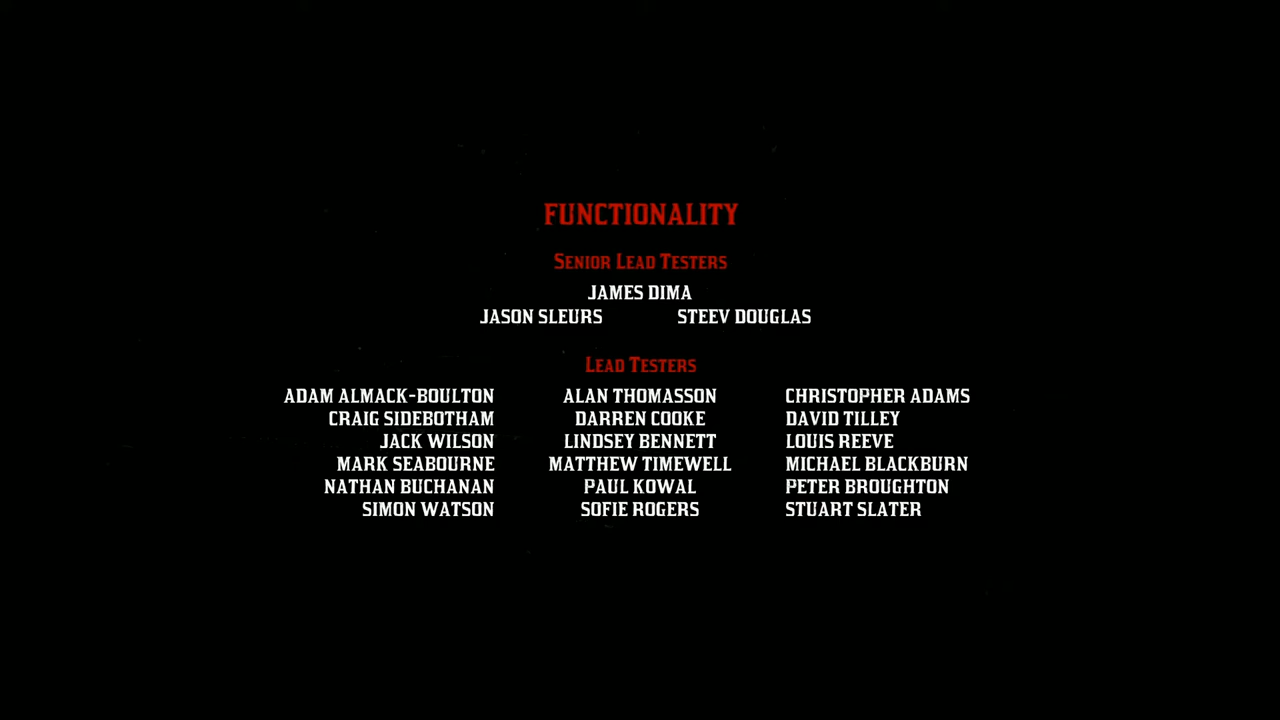 FUNCTIONALITY
SENIOR LEAD TESTERS
JAMES DIMA
JASON SLEURS STEEV DOUGLAS
LEAD TESTERS
ADAM ALMACK-BOULTON ALAN THOMASSON CHRISTOPHER ADAMS
CRAIG SIDEBOTHAM DARREN COOKE DAVID TILLEY
JACK WILSON LINDSEY BENNETT LOUIS REEVE
MARK SEABOURNE MATTHEW TIMEWELL MICHAEL BLACKBURN
NATHAN BUCHANAN PAUL KOWAL PETER BROUGHTON
SIMON WATSON SOFIE ROGERS STUART SLATER